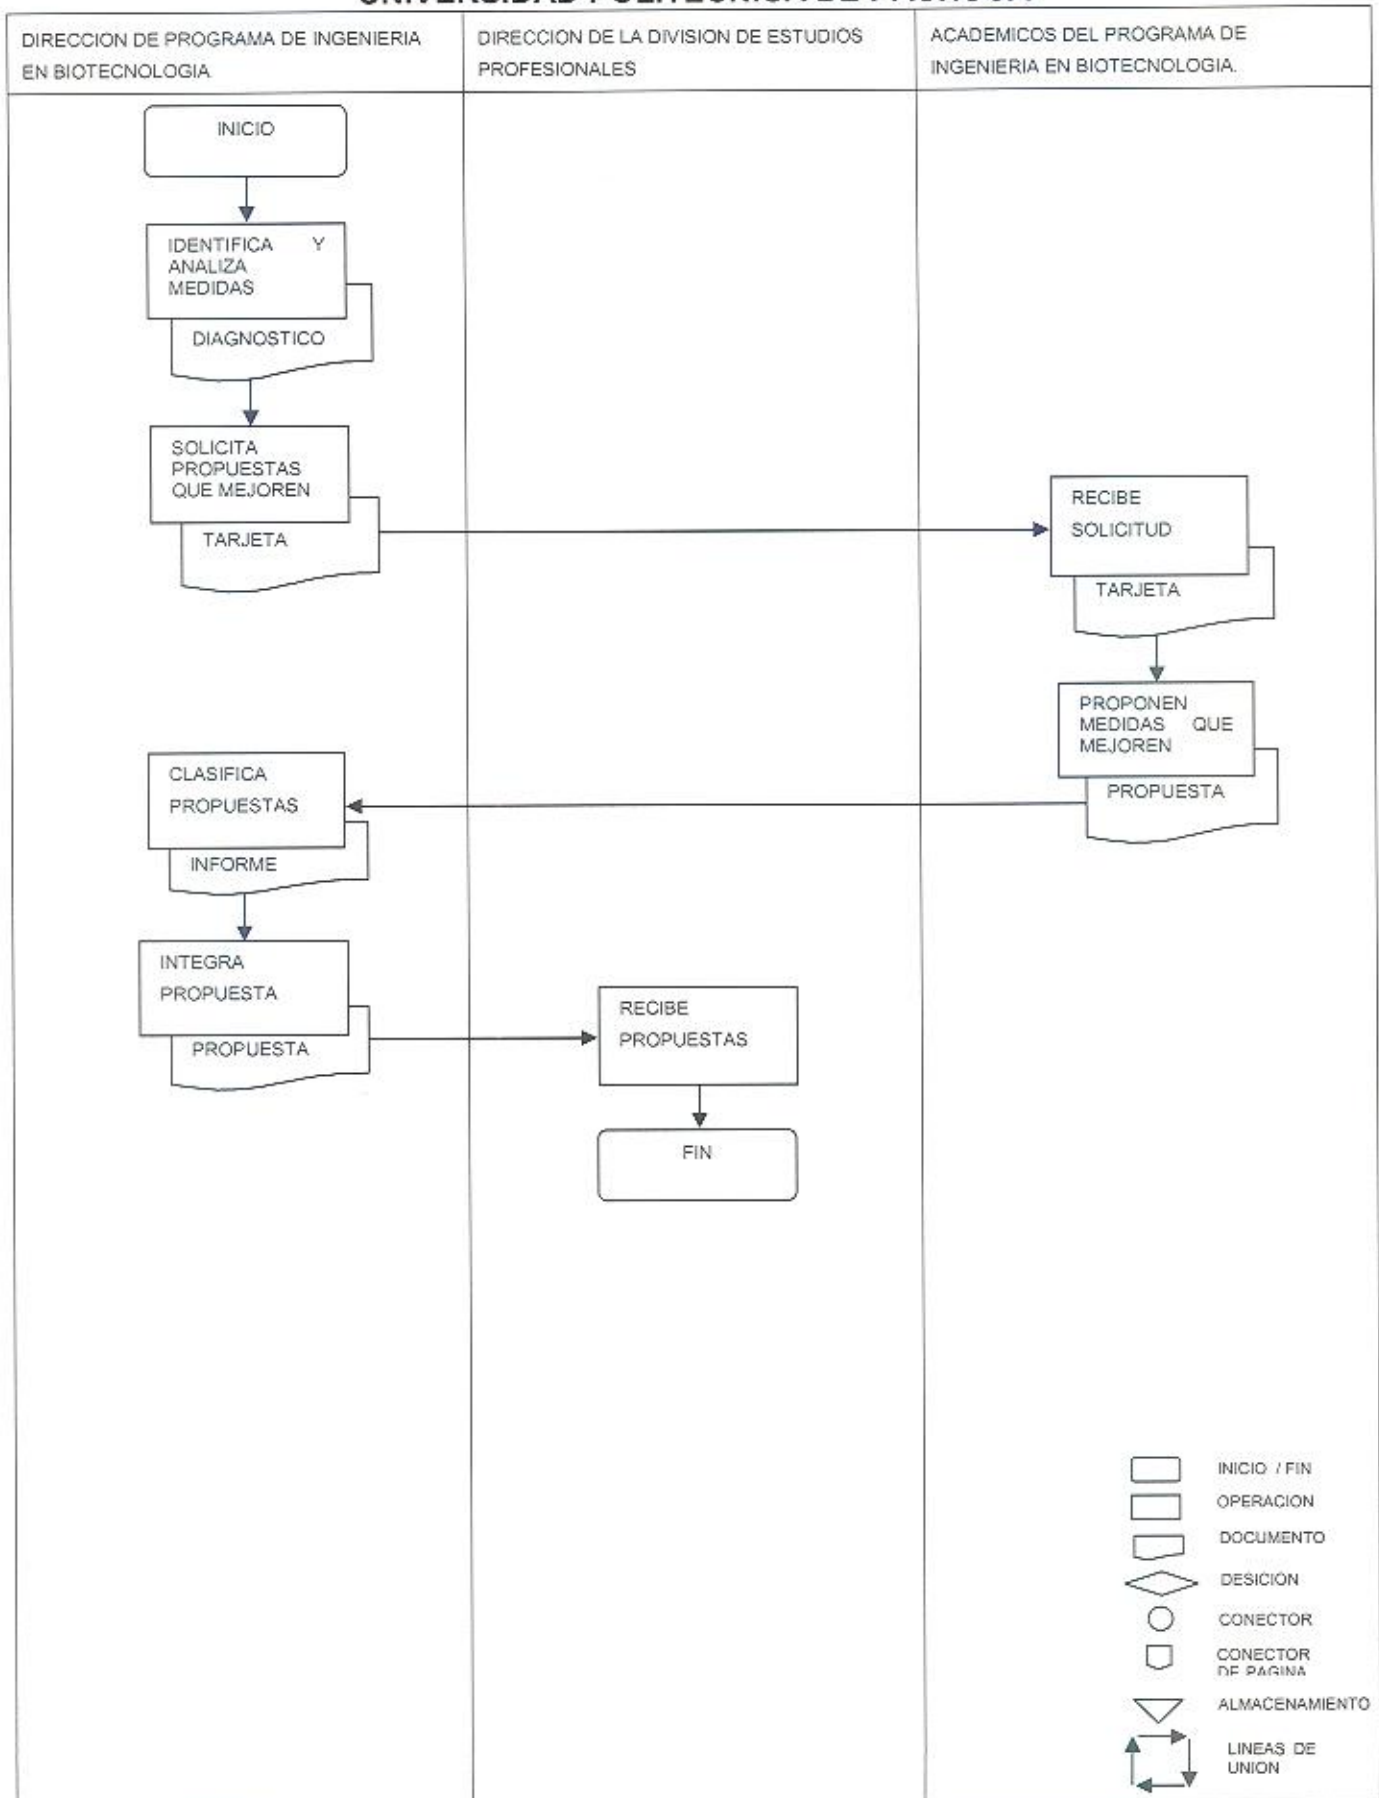 DIRECCION DE PROGRAMA DE INGENIERIA
EN BIOTECNOLOGIA
DIRECCION DE LA DIVISION DE ESTUDIOS
PROFESIONALES
ACADEMICOS DEL PROGRAMA DE
INGENIERIA EN BIOTECNOLOGIA.
INICIO
IDENTIFICA Y
ANALIZA
MEDIDAS
DIAGNOSTICO
SOLICITA
PROPUESTAS
QUE MEJOREN
TARJETA
RECIBE
SOLICITUD
TARJETA
PROPONEN
MEDIDAS QUE
MEJOREN
PROPUESTA
CLASIFICA
PROPUESTAS
INFORME
INTEGRA
PROPUESTA
PROPUESTA
RECIBE
PROPUESTAS
FIN
INICIO / FIN
OPERACION
DOCUMENTO
DESICION
CONECTOR
CONECTOR
DE PAGINA
ALMACENAMIENTO
LINEAS DE
UNION